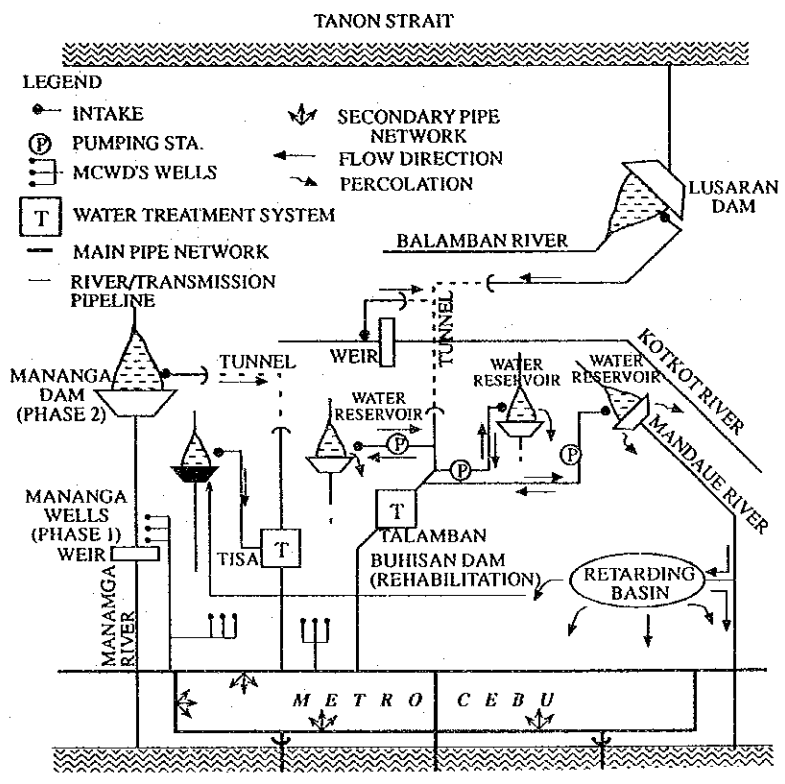 TANON STRAIT
LEGEND
INTAKE
P
PUMPING STA.
MCWD'S WELLS
T
WATER TREATMENT SYSTEM
MAIN PIPE NETWORK
RIVER/TRANSMISSION
PIPELINE
SECONDARY PIPE
NETWORK
FLOW DIRECTION
PERCOLATION
LUSARAN
DAM
BALAMBAN RIVER
TUNNEL
WEIR
KOTKOT RIVER
TUNNEL
MANANGA
DAM
(PHASE 2)
WATER
RESERVOIR
WATER
RESERVOIR
WATER
RESERVOIR
MANDAUE RIVER
P
P
P
MANANGA
WELLS
(PHASE 1)
WEIR
T
TALAMBAN
TISA
T
BUHISAN DAM
(REHABILITATION)
RETARDING
BASIN
MANAMGA
RIVER
METRO CEBU